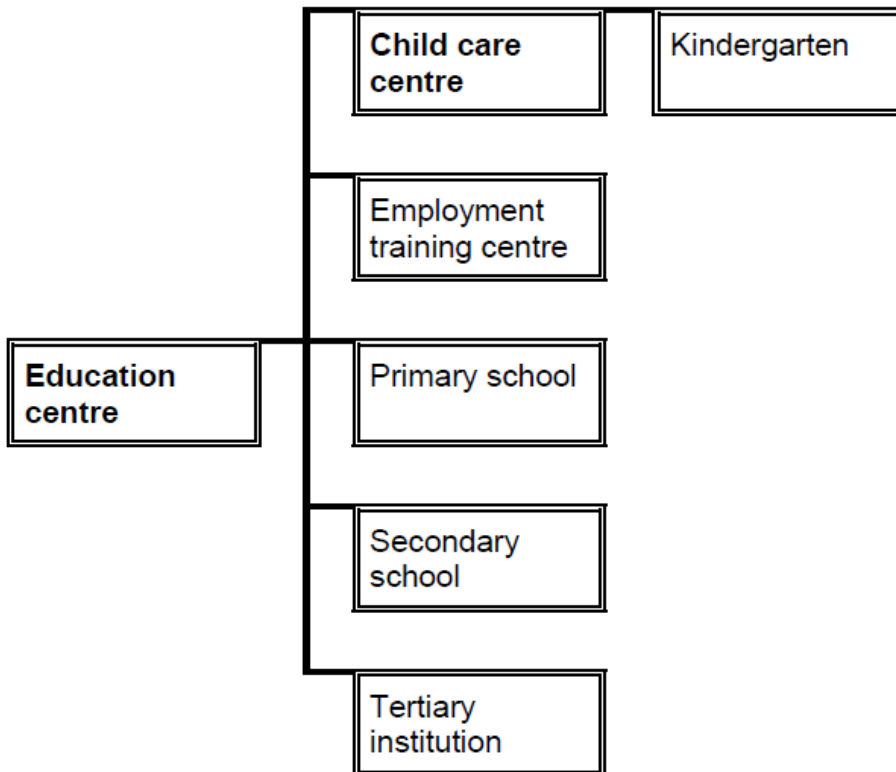 Child care
centre
Kindergarten
Employment
training centre
Education
centre
Primary school
Secondary
school
Tertiary
institution